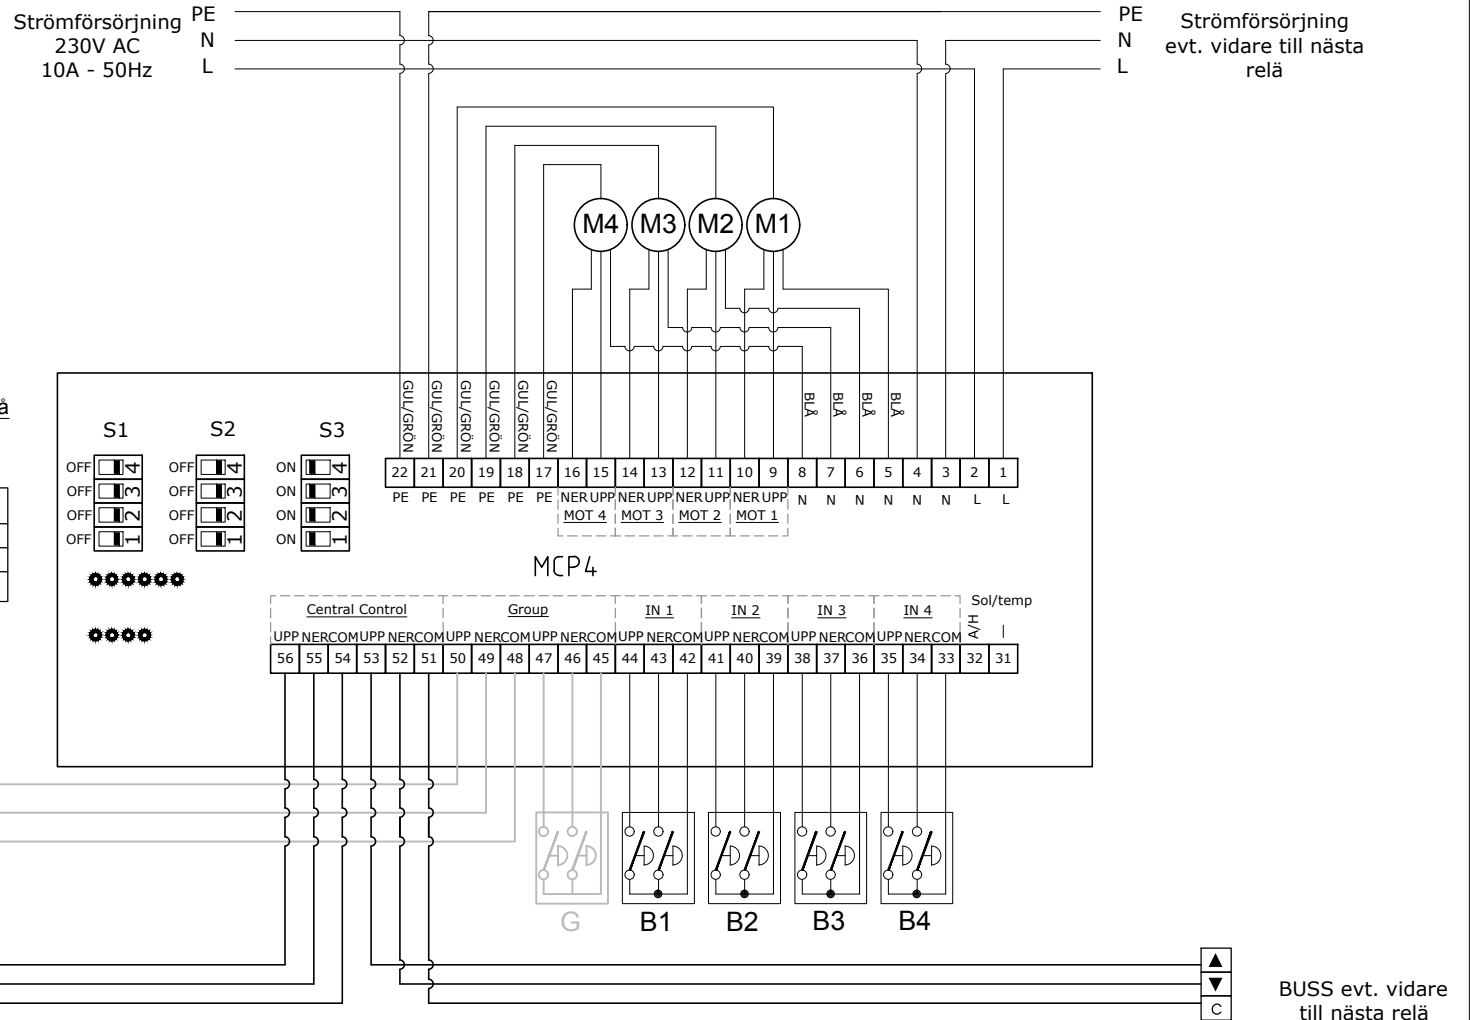 Strömförsörjning
230V AC
10A - 50Hz
PE
N
L
PE
N
L
Strömförsörjning
evt. vidare till nästa
relä
M4 M3 M2 M1
å
S1 S2 S3
OFF 4 OFF 4 ON 4
OFF 3 OFF 3 ON 3
OFF 2 OFF 2 ON 2
OFF 1 OFF 1 ON 1
GUL/GRÖN GUL/GRÖN GUL/GRÖN GUL/GRÖN GUL/GRÖN GUL/GRÖN BLÅ BLÅ BLÅ BLÅ
22 21 20 19 18 17 16 15 14 13 12 11 10 9 8 7 6 5 4 3 2 1
PE PE PE PE PE PE NER UPP NER UPP NER UPP NER UPP N N N N N N L L
MOT 4 MOT 3 MOT 2 MOT 1
MCP4
Central Control Group IN 1 IN 2 IN 3 IN 4 Sol/temp
UPP NER COM UPP NER COM UPP NER COM UPP NER COM UPP NER COM UPP NER COM UPP NER COM UPP NER COM A/H —
56 55 54 53 52 51 50 49 48 47 46 45 44 43 42 41 40 39 38 37 36 35 34 33 32 31
G B1 B2 B3 B4
▲
▼
C
BUSS evt. vidare
till nästa relä